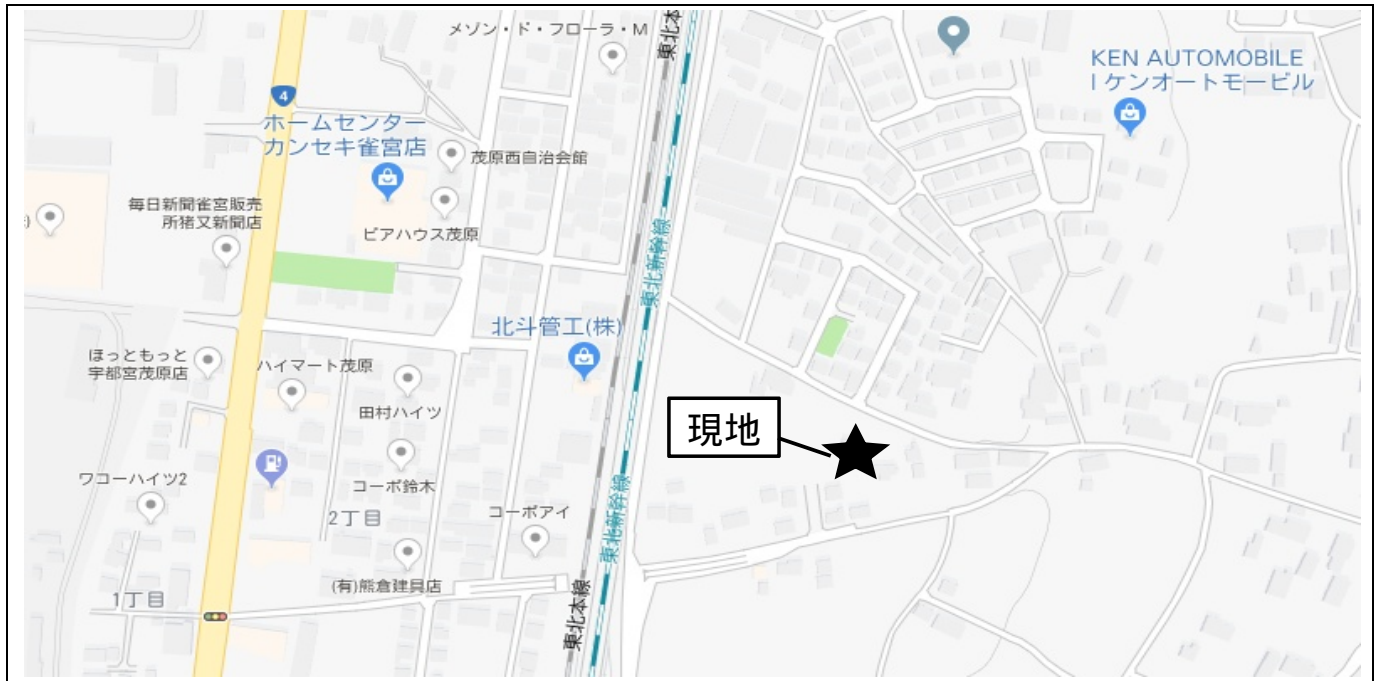 メゾン・ド・フローラ・M
東北本
KEN AUTOMOBILE
lケンオートモービル
4
ホームセンター
カンセキ雀宮店
茂原西自治会館
毎日新聞雀宮販売
所猪又新聞店
ビアハウス茂原
東北新幹線
北斗管工(株)
ほっともっと
宇都宮茂原店
ハイマート茂原
田村ハイツ
現地
ワコーハイツ2
コーポ鈴木
2丁目
コーポアイ
東北新幹線
(有)熊倉建具店
1丁目
東北本線